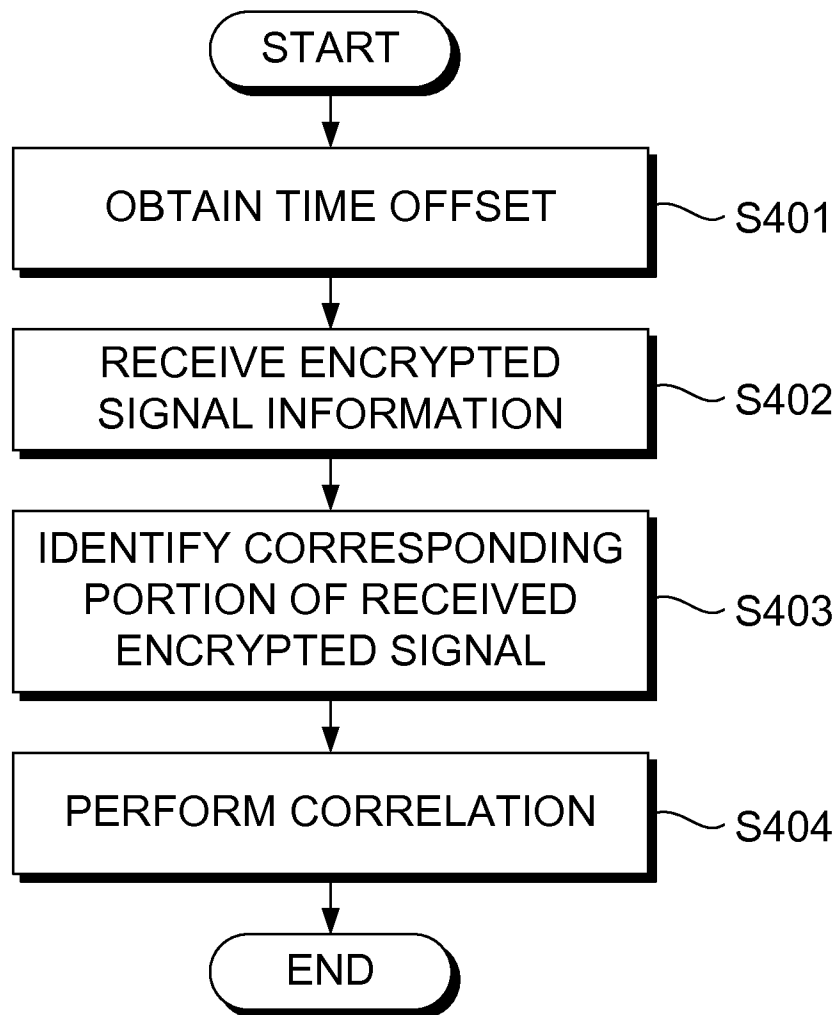 START
OBTAIN TIME OFFSET
S401
RECEIVE ENCRYPTED
SIGNAL INFORMATION
S402
IDENTIFY CORRESPONDING
PORTION OF RECEIVED
ENCRYPTED SIGNAL
S403
PERFORM CORRELATION
S404
END